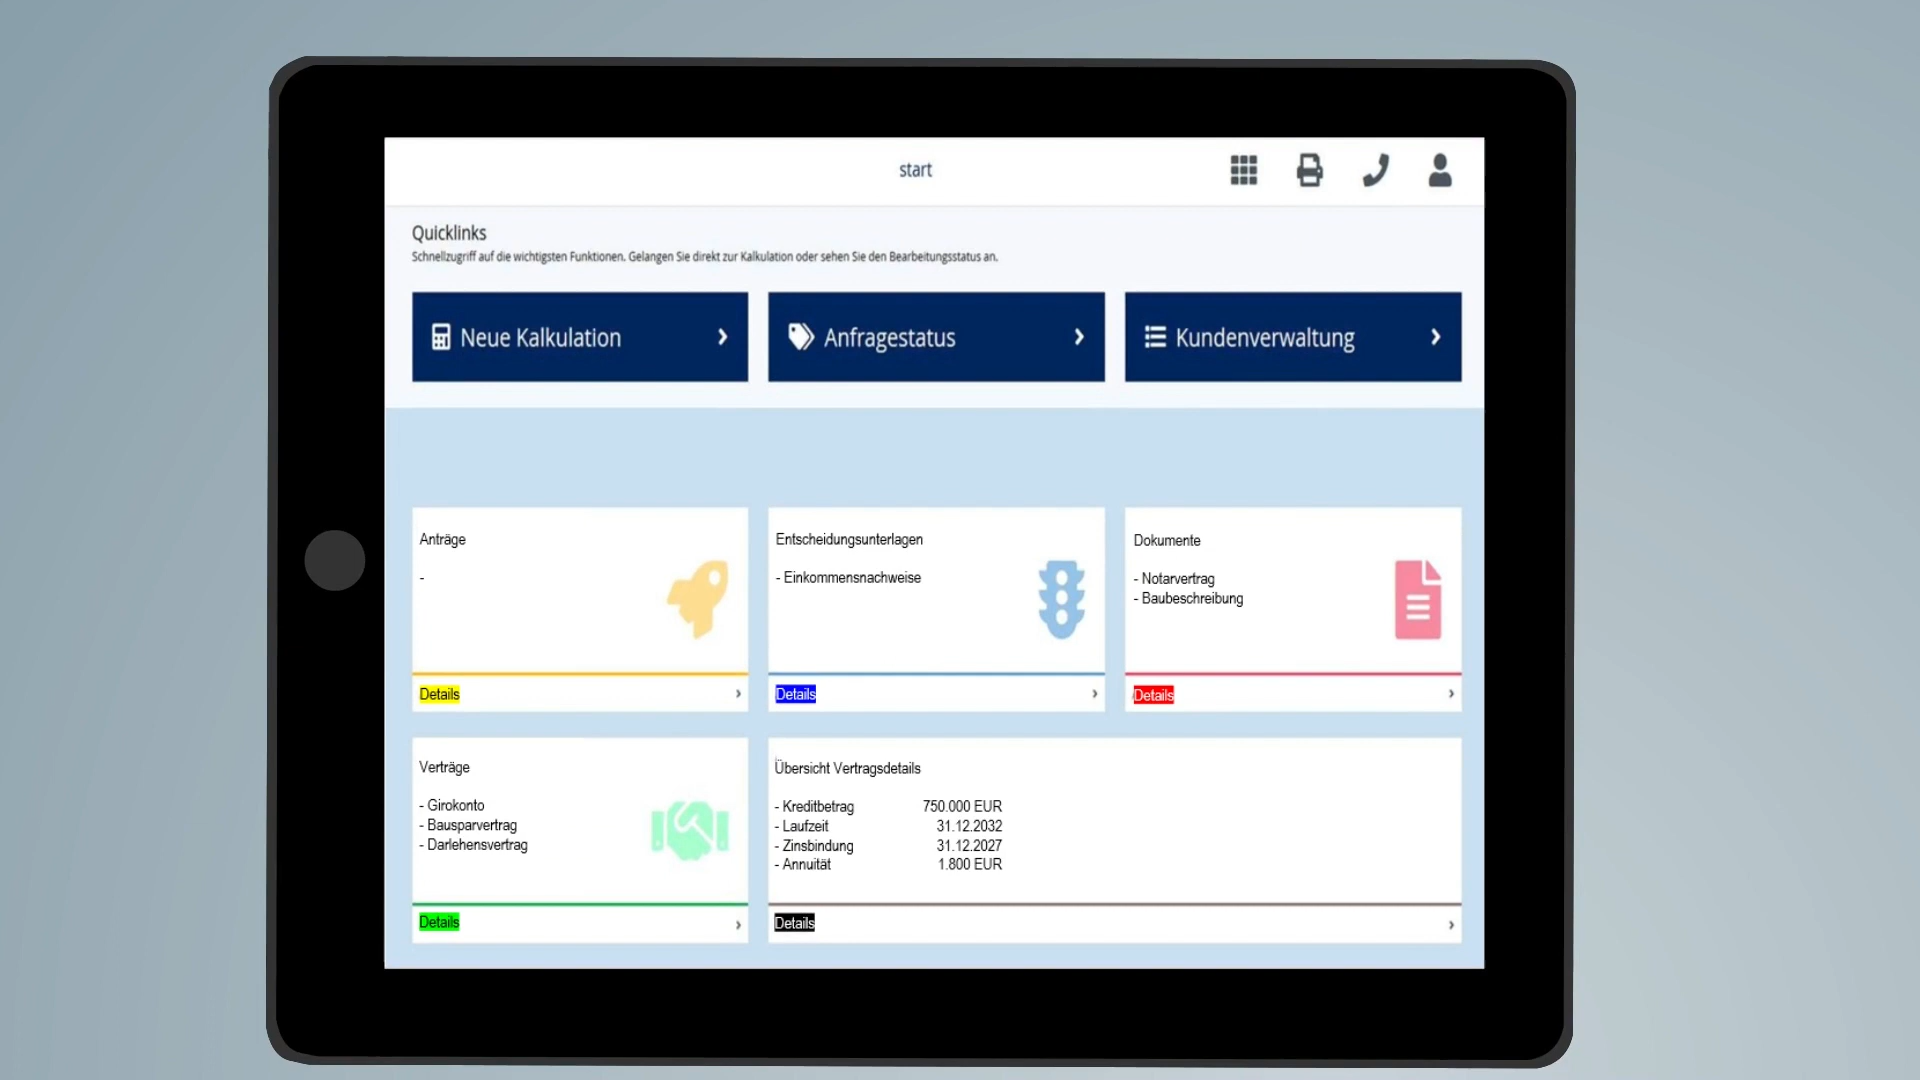 start
Quicklinks
Schnellzugriff auf die wichtigsten Funktionen. Gelangen Sie direkt zur Kalkulation oder sehen Sie den Bearbeitungsstatus an.
Neue Kalkulation
Anfragestatus
Kundenverwaltung
Anträge
-
Details
Entscheidungsunterlagen
- Einkommensnachweise
Details
Dokumente
- Notarvertrag
- Baubeschreibung
Details
Verträge
- Girokonto
- Bausparvertrag
- Darlehensvertrag
Details
Übersicht Vertragsdetails
- Kreditbetrag 750.000 EUR
- Laufzeit 31.12.2032
- Zinsbindung 31.12.2027
- Annuität 1.800 EUR
Details